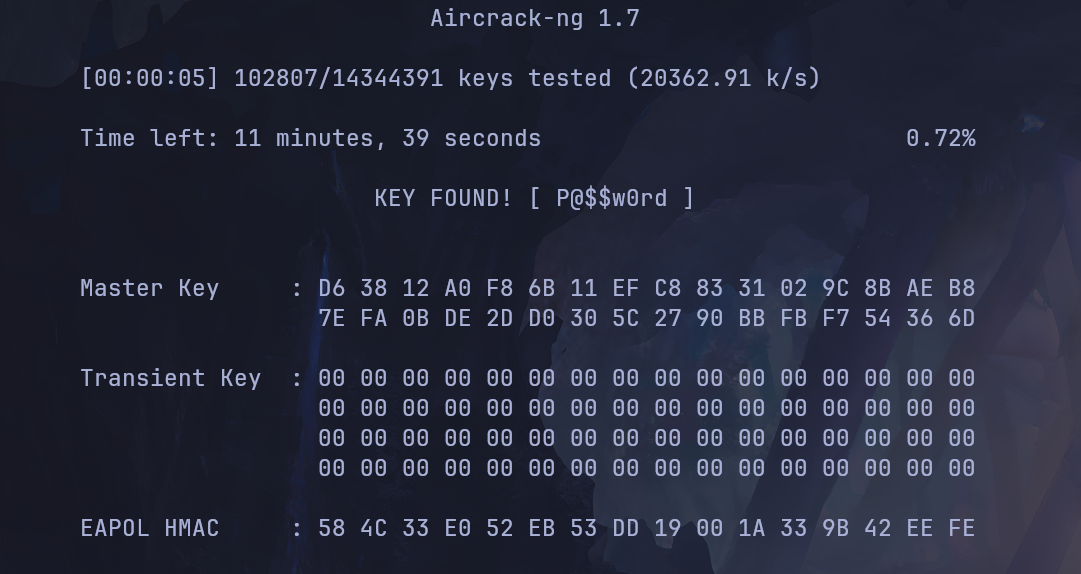 Aircrack-ng 1.7
[00:00:05] 102807/14344391 keys tested (20362.91 k/s)
Time left: 11 minutes, 39 seconds 0.72%
KEY FOUND! [ P@$$w0rd ]
Master Key : D6 38 12 A0 F8 6B 11 EF C8 83 31 02 9C 8B AE B8
7E FA 0B DE 2D D0 30 5C 27 90 BB FB F7 54 36 6D
Transient Key : 00 00 00 00 00 00 00 00 00 00 00 00 00 00 00 00
00 00 00 00 00 00 00 00 00 00 00 00 00 00 00 00
00 00 00 00 00 00 00 00 00 00 00 00 00 00 00 00
00 00 00 00 00 00 00 00 00 00 00 00 00 00 00 00
EAPOL HMAC : 58 4C 33 E0 52 EB 53 DD 19 00 1A 33 9B 42 EE FE